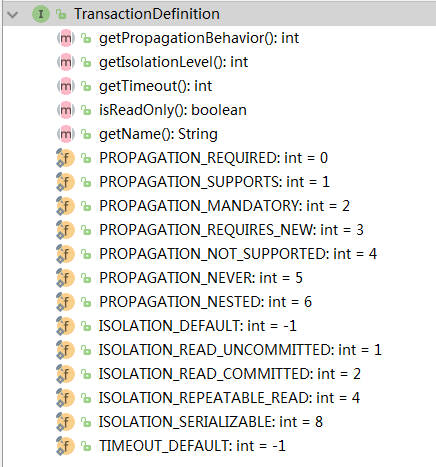 TransactionDefinition
getPropagationBehavior(): int
getIsolationLevel(): int
getTimeout(): int
isReadOnly(): boolean
getName(): String
PROPAGATION_REQUIRED: int = 0
PROPAGATION_SUPPORTS: int = 1
PROPAGATION_MANDATORY: int = 2
PROPAGATION_REQUIRES_NEW: int = 3
PROPAGATION_NOT_SUPPORTED: int = 4
PROPAGATION_NEVER: int = 5
PROPAGATION_NESTED: int = 6
ISOLATION_DEFAULT: int = -1
ISOLATION_READ_UNCOMMITTED: int = 1
ISOLATION_READ_COMMITTED: int = 2
ISOLATION_REPEATABLE_READ: int = 4
ISOLATION_SERIALIZABLE: int = 8
TIMEOUT_DEFAULT: int = -1